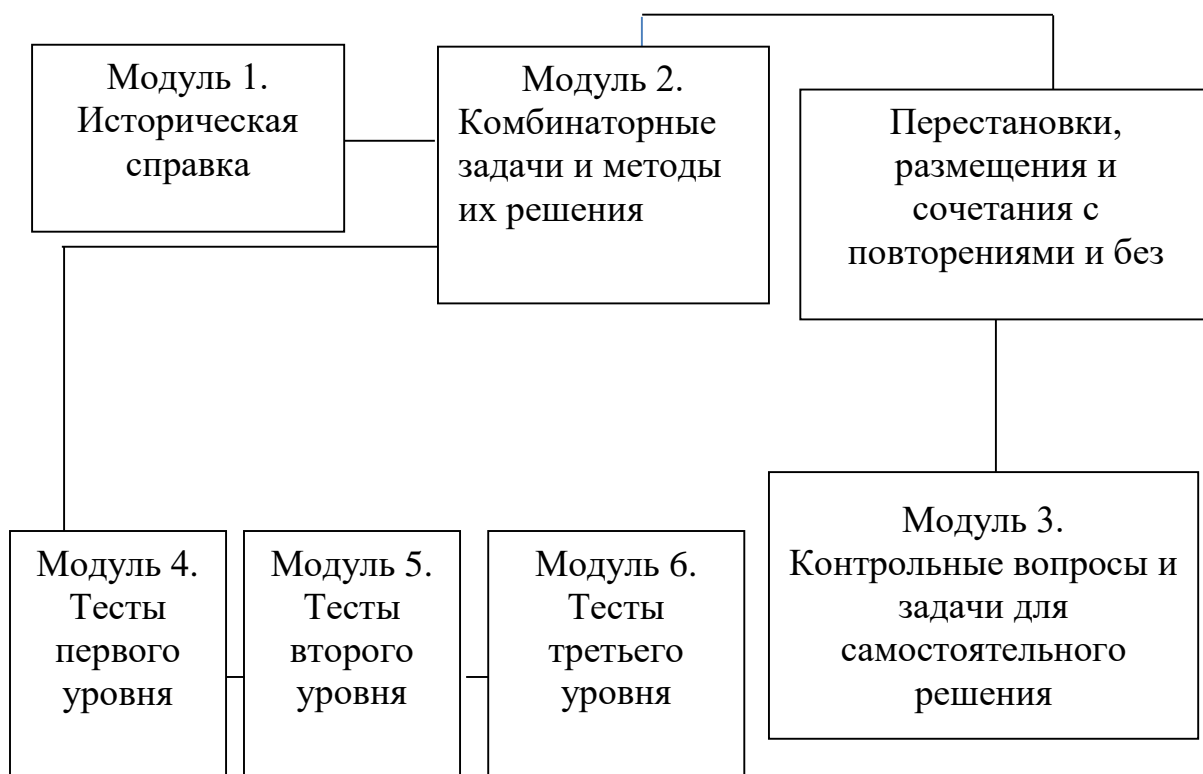 Модуль 1.
Историческая
справка
Модуль 2.
Комбинаторные
задачи и методы
их решения
Перестановки,
размещения и
сочетания с
повторениями и без
Модуль 4.
Тесты
первого
уровня
Модуль 5.
Тесты
второго
уровня
Модуль 6.
Тесты
третьего
уровня
Модуль 3.
Контрольные вопросы и
задачи для
самостоятельного
решения